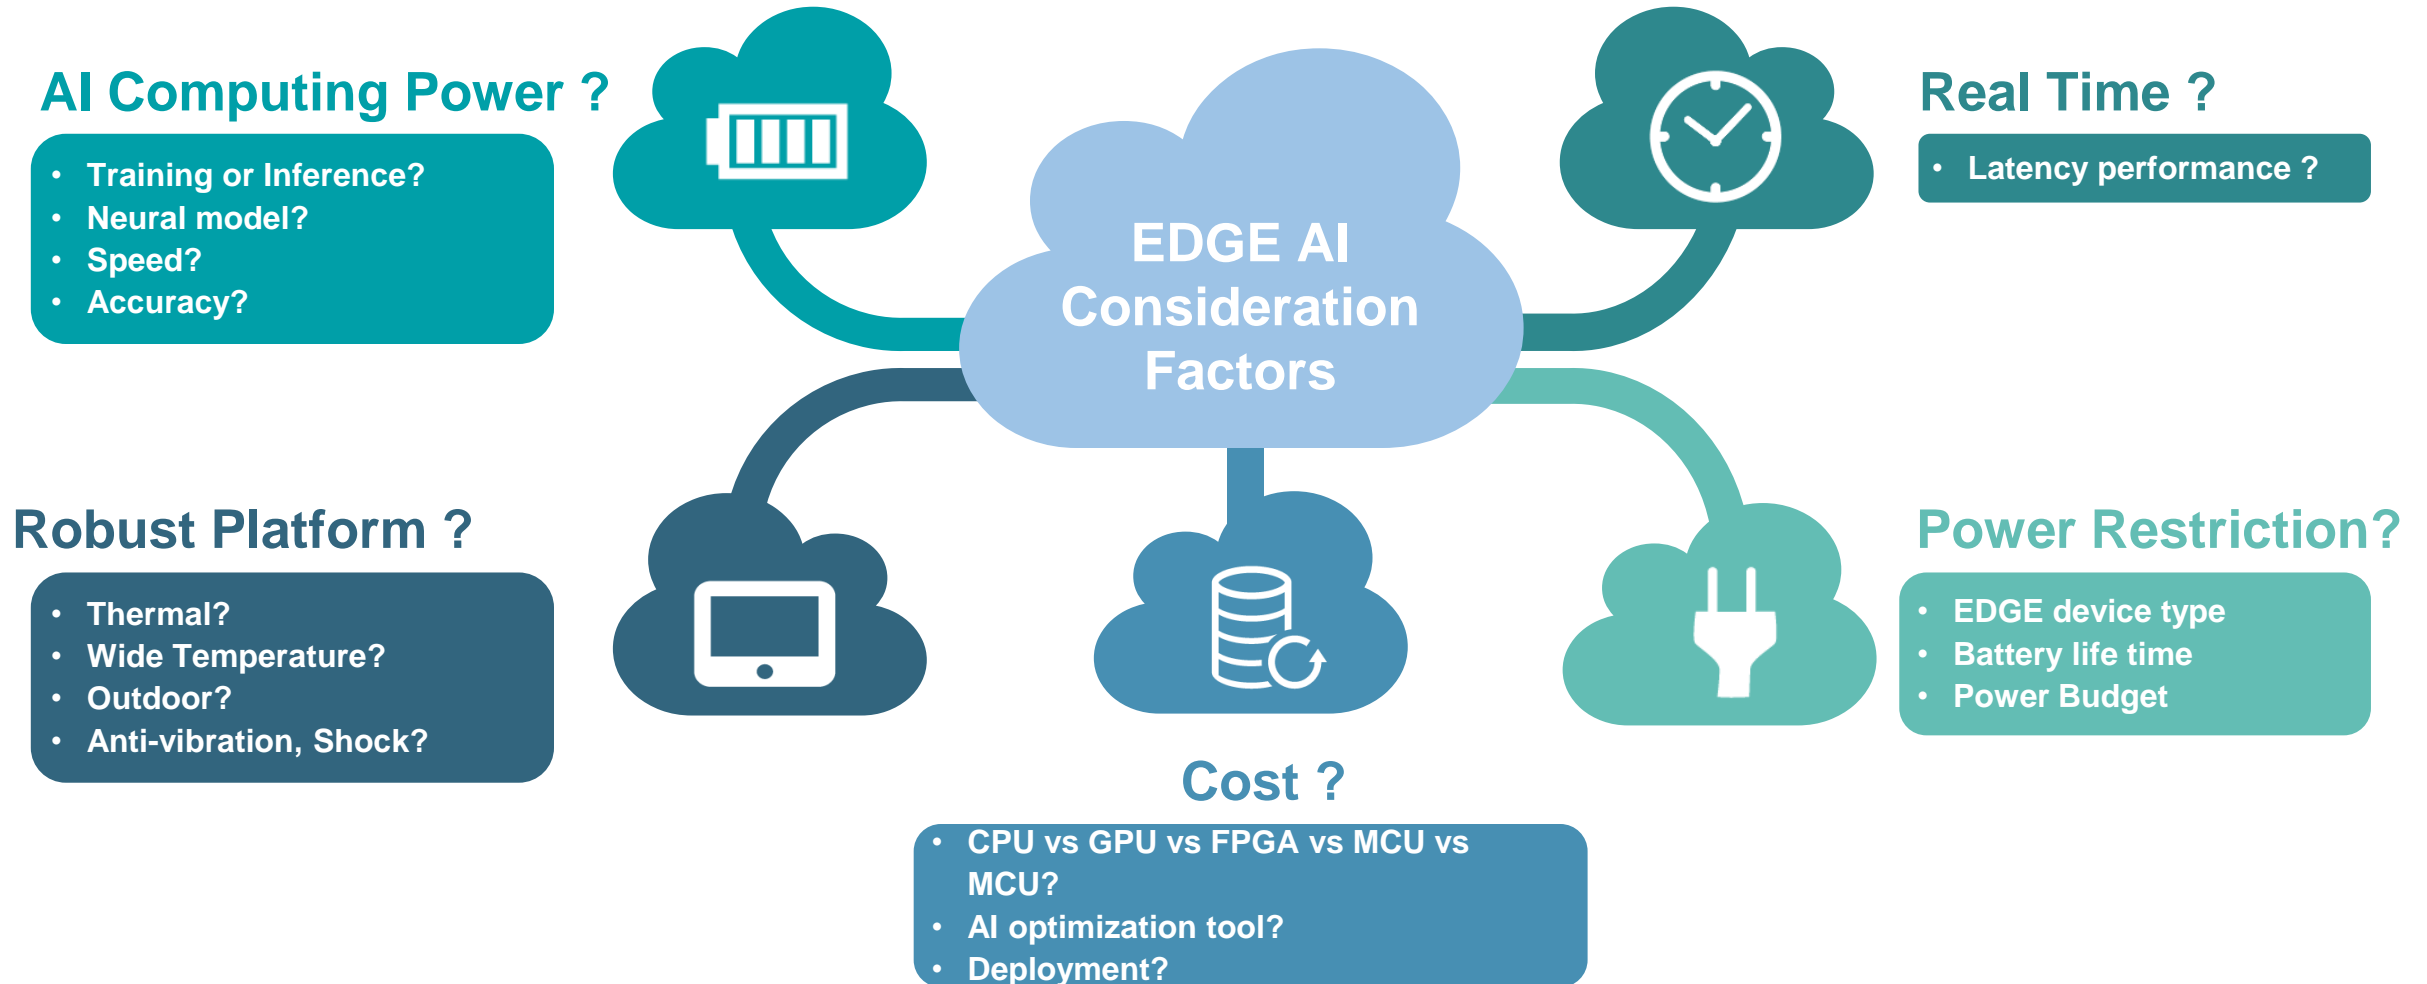 AI Computing Power ?
• Training or Inference?
• Neural model?
• Speed?
• Accuracy?
EDGE AI
Consideration
Factors
Real Time ?
• Latency performance ?
Robust Platform ?
• Thermal?
• Wide Temperature?
• Outdoor?
• Anti-vibration, Shock?
Power Restriction?
• EDGE device type
• Battery life time
• Power Budget
Cost ?
• CPU vs GPU vs FPGA vs MCU vs
MCU?
• AI optimization tool?
• Deployment?